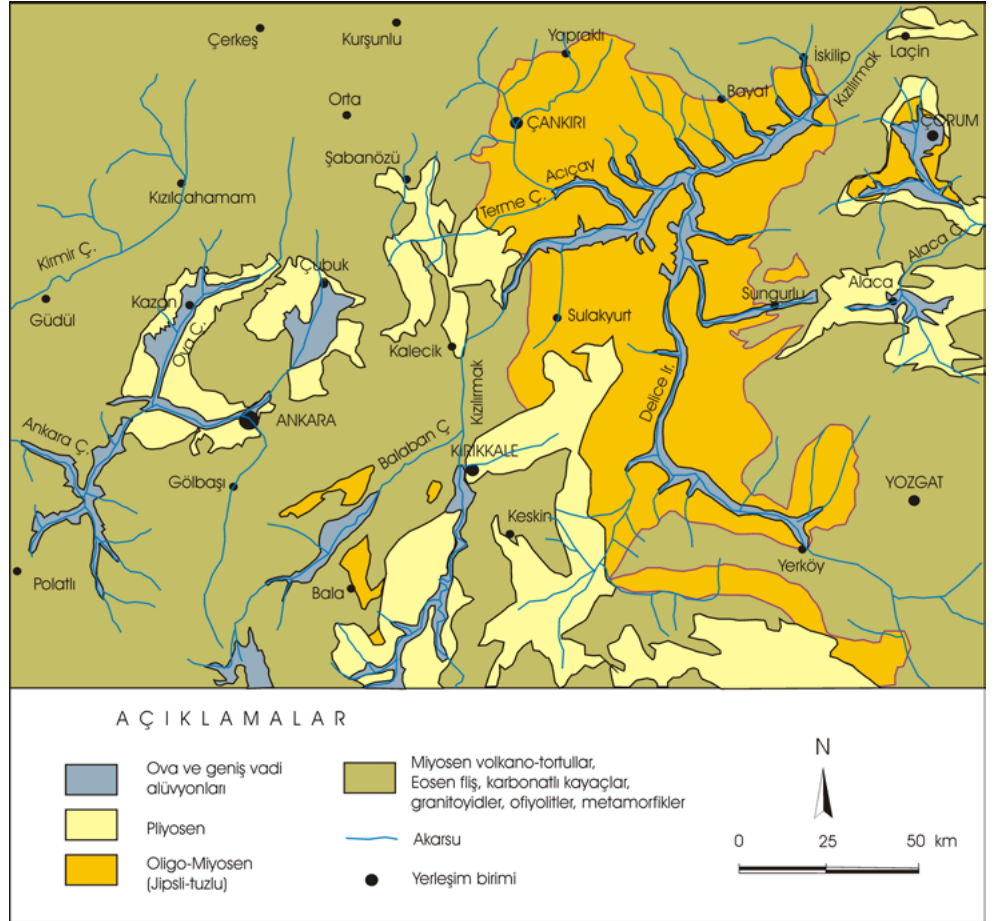 Çerkeş
Kurşunlu
Yapraklı
İskilip
Laçin
Kızılırmak
Orta
Bayat
ÇANKIRI
ÇORUM
Şabanözü
Acıçay
Kızılcahamam
Terme Ç.
Kirmir Ç.
Alaca Ç.
Çubuk
Güdül
Kazan
Sungurlu
Alaca
Ova Ç.
Sulakyurt
Kalecik
Kızılırmak
Delice Ir.
ANKARA
Ankara Ç.
Balaban Ç
KIRIKKALE
Gölbaşı
YOZGAT
Keskin
Polatlı
Bala
Yerköy
AÇIKLAMALAR
Ova ve geniş vadi
alüvyonları
Pliyosen
Oligo-Miyosen
(Jipsli-tuzlu)
Miyosen volkano-tortullar,
Eosen fliş, karbonatlı kayaçlar,
granitoyidler, ofiyolitler, metamorfikler
Akarsu
Yerleşim birimi
N
0 25 50 km